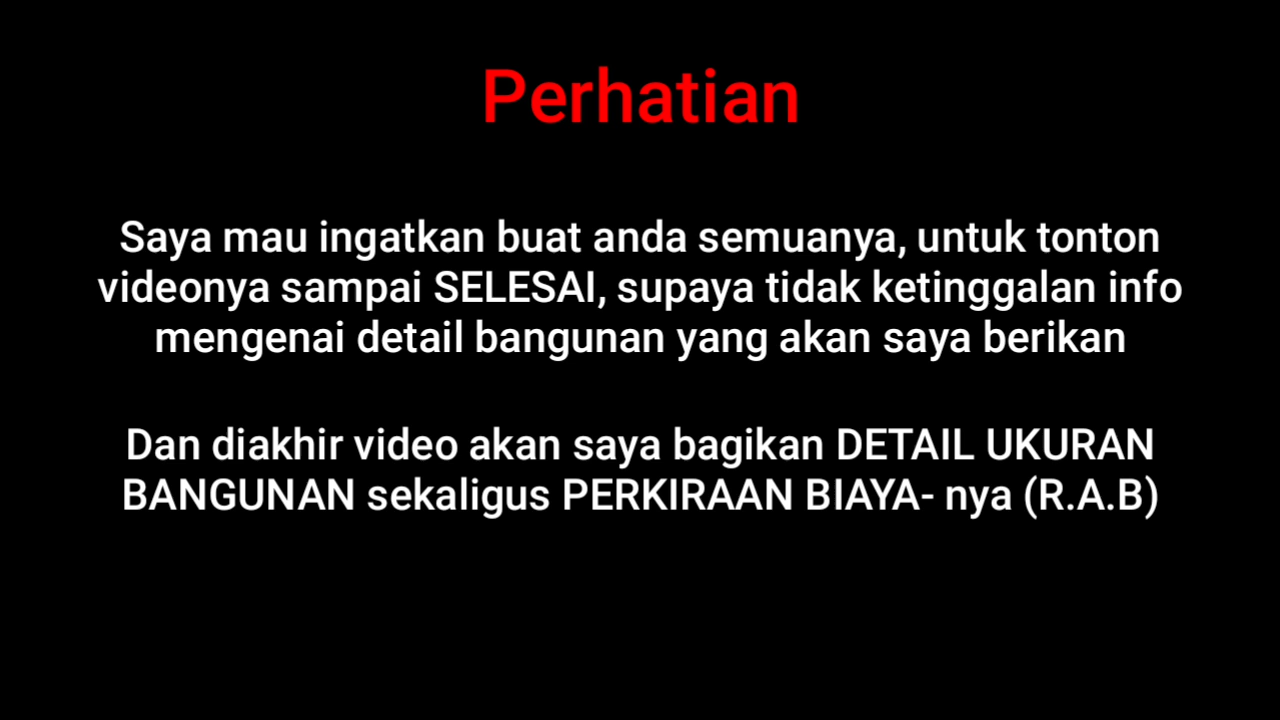 Perhatian
Saya mau ingatkan buat anda semuanya, untuk tonton
videonya sampai SELESAI, supaya tidak ketinggalan info
mengenai detail bangunan yang akan saya berikan
Dan diakhir video akan saya bagikan DETAIL UKURAN
BANGUNAN sekaligus PERKIRAAN BIAYA- nya (R.A.B)